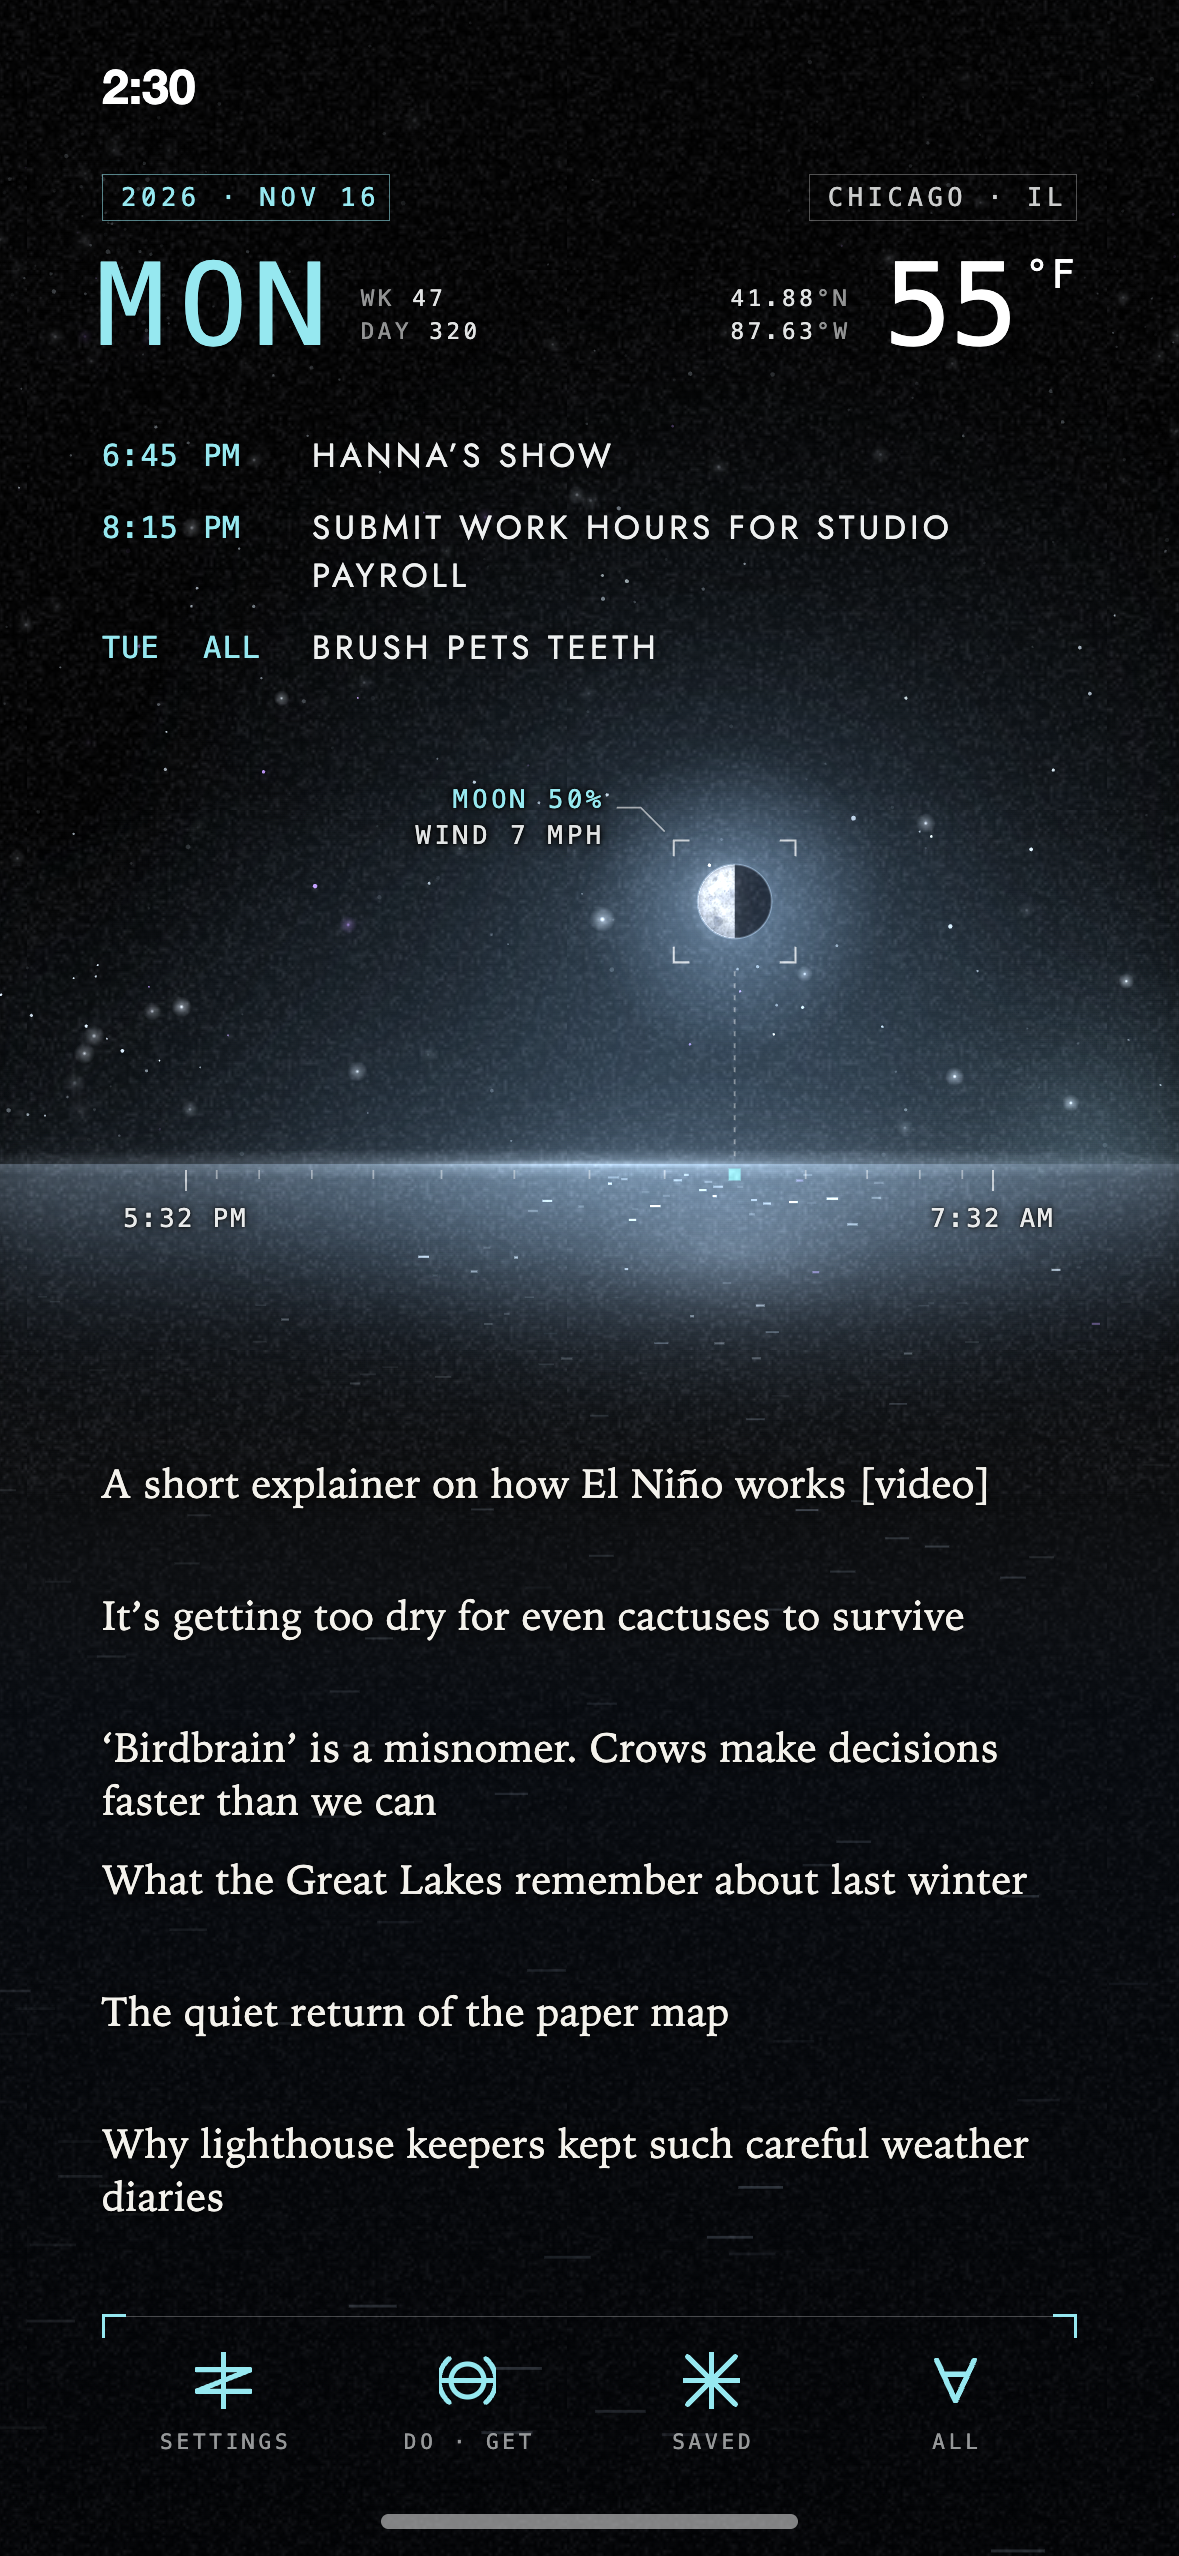 2:30
2026 · NOV 16
CHICAGO · IL
MON
WK 47
DAY 320
41.88°N
87.63°W
55°F
6:45 PM HANNA’S SHOW
8:15 PM SUBMIT WORK HOURS FOR STUDIO
PAYROLL
TUE ALL BRUSH PETS TEETH
MOON 50%
WIND 7 MPH
5:32 PM
7:32 AM
A short explainer on how El Niño works [video]
It’s getting too dry for even cactuses to survive
‘Birdbrain’ is a misnomer. Crows make decisions
faster than we can
What the Great Lakes remember about last winter
The quiet return of the paper map
Why lighthouse keepers kept such careful weather
diaries
SETTINGS
DO · GET
SAVED
ALL